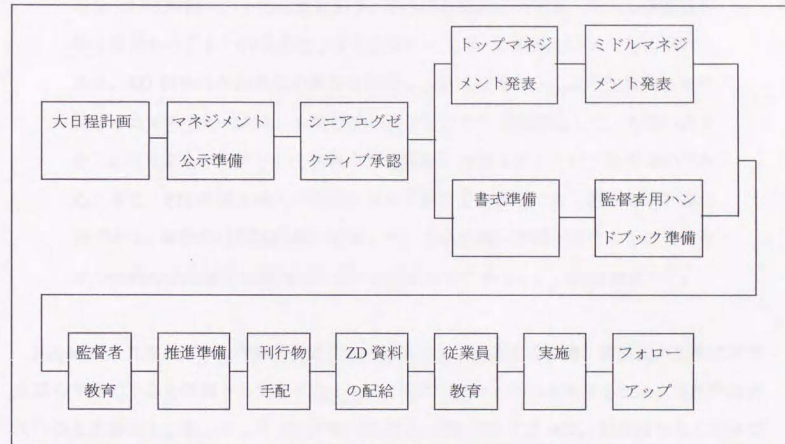 大日程計画
マネジメント
公示準備
シニアエグゼ
クティブ承認
トップマネジ
メント発表
ミドルマネジ
メント発表
書式準備
監督者用ハン
ドブック準備
監督者
教育
推進準備
刊行物
手配
ZD 資料
の配給
従業員
教育
実施
フォロー
アップ